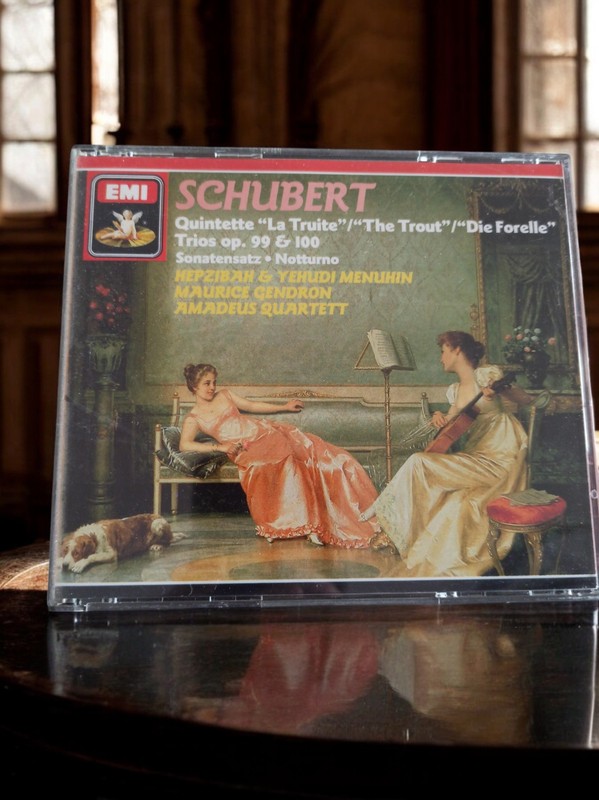 EMI
SCHUBERT
Quintette “La Truite”/“The Trout”/“Die Forelle”
Trios op. 99 & 100
Sonatensatz • Notturno
HEPZIBAH & YEHUDI MENUHIN
MAURICE GENDRON
AMADEUS QUARTETT